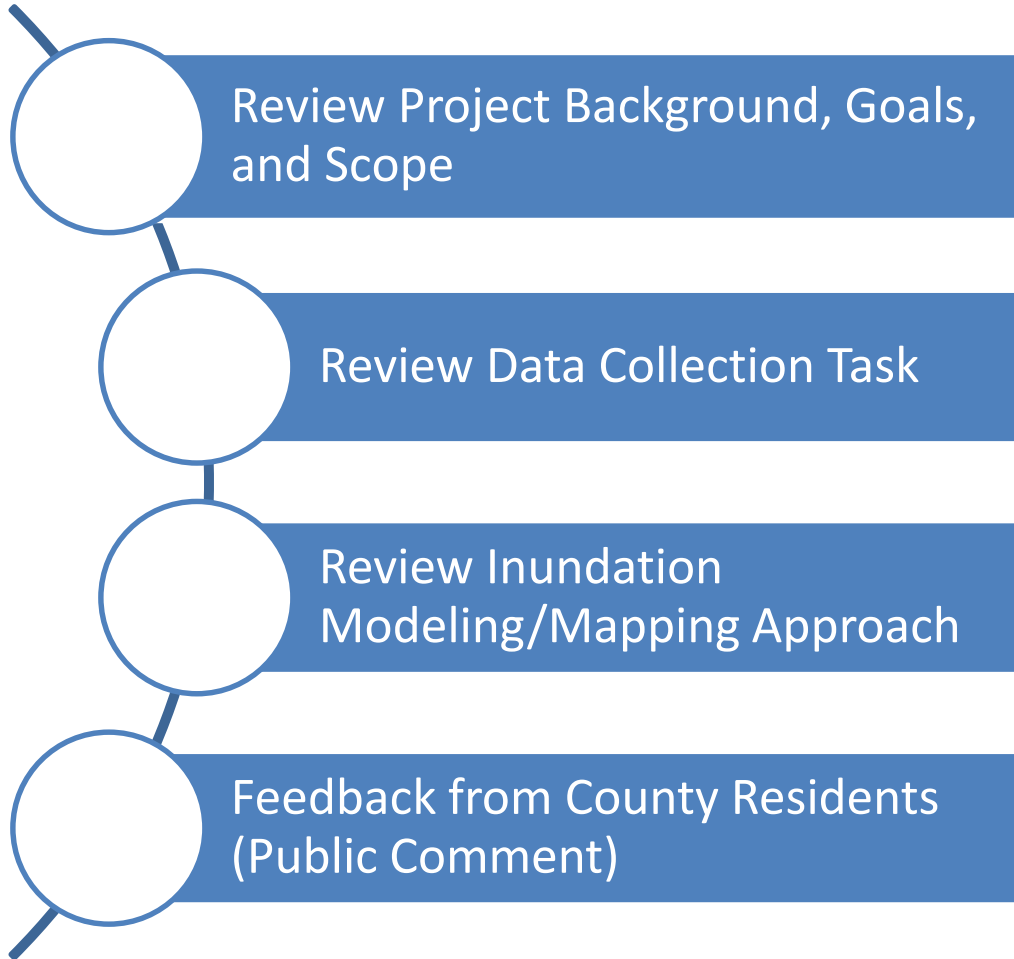 Review Project Background, Goals,
and Scope
Review Data Collection Task
Review Inundation
Modeling/Mapping Approach
Feedback from County Residents
(Public Comment)